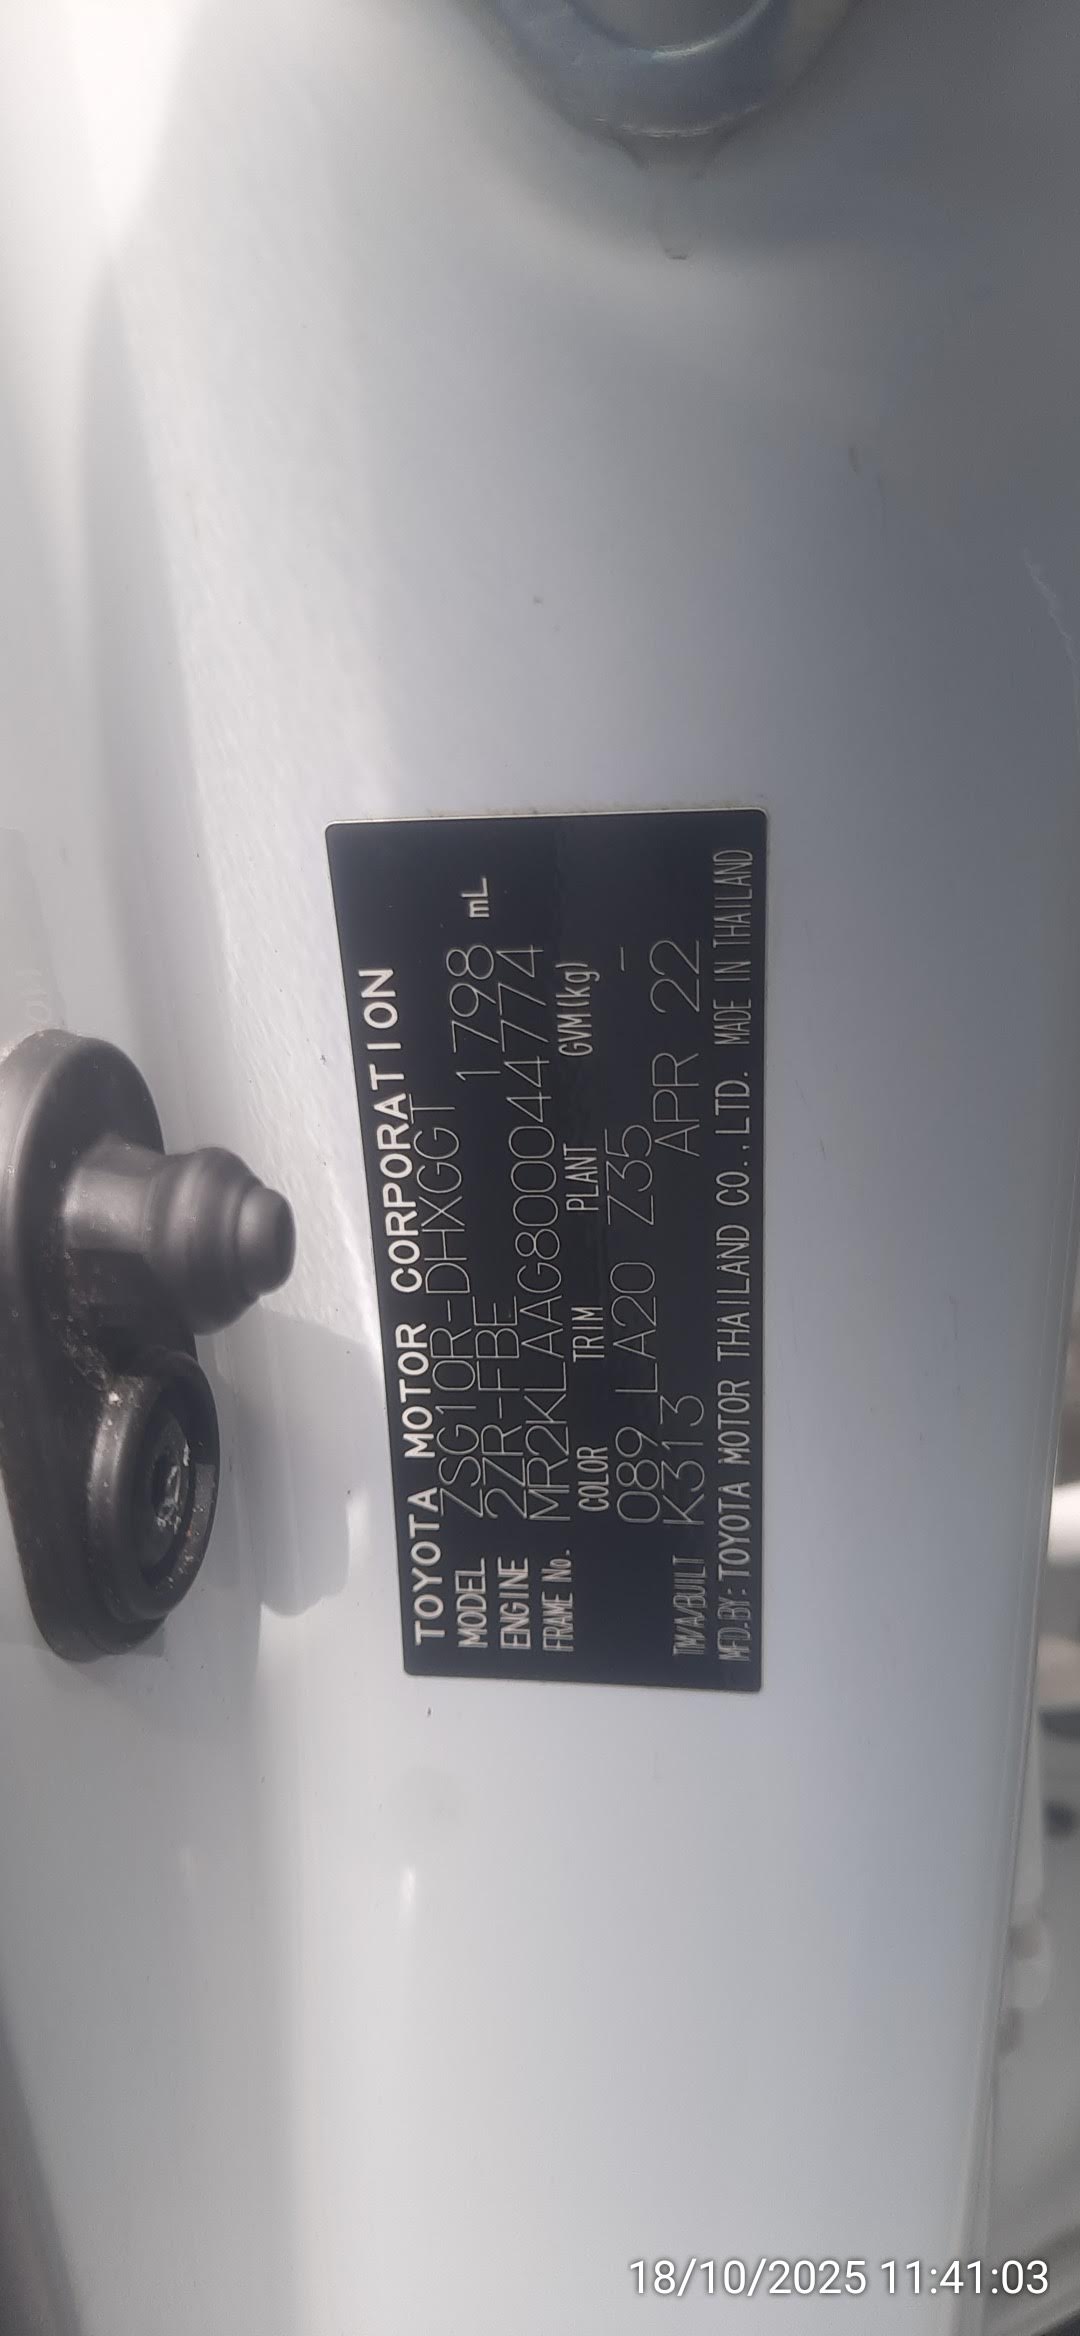 TOYOTA MOTOR CORPORATION
MODEL ZSG10R-DHXGGT 1798 mL
ENGINE 2ZR-FBE
FRAME No. MR2KLAAG800044774
COLOR TRIM PLANT GVM(kg)
089 LA20 Z35 –
TM/A/BUILT K313 APR 22
MFD.BY: TOYOTA MOTOR THAILAND CO.,LTD. MADE IN THAILAND
18/10/2025 11:41:03